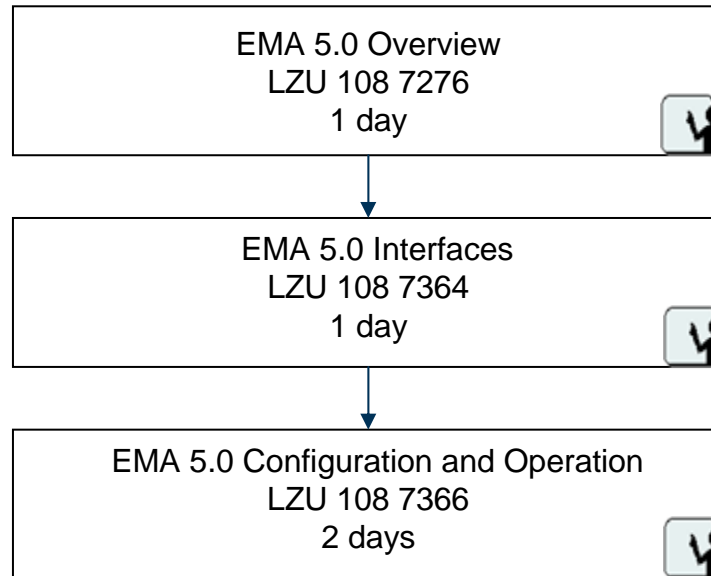 EMA 5.0 Overview
LZU 108 7276
1 day
EMA 5.0 Interfaces
LZU 108 7364
1 day
EMA 5.0 Configuration and Operation
LZU 108 7366
2 days